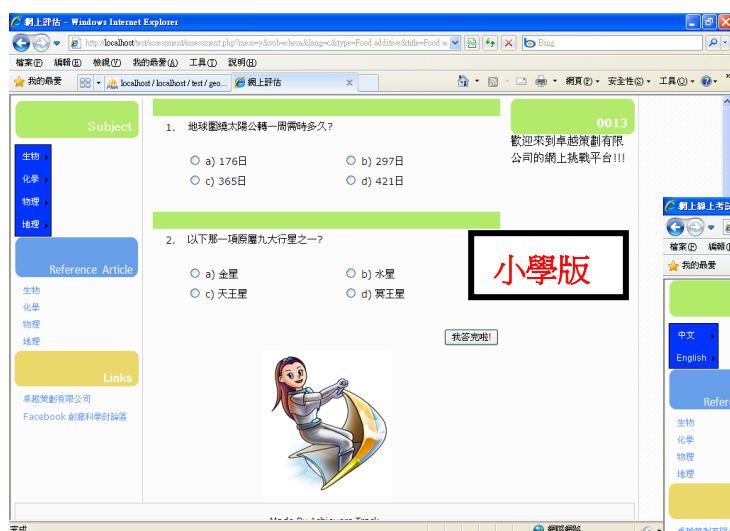 網上評估 - Windows Internet Explorer
http://localhost/test/assessment/assessment.php?mess=y&sub=chem&lang=c&type=Food additive&title=Food a
Bing
檔案(F) 編輯(E) 檢視(V) 我的最愛(A) 工具(T) 說明(H)
我的最愛
localhost / localhost / test / geo...
網上評估
網頁(P) 安全性(S) 工具(O)
Subject
生物
化學
物理
地理
Reference Article
生物
化學
物理
地理
Links
卓越策劃有限公司
Facebook 創意科學討論區
1. 地球圍繞太陽公轉一周需時多久?
a) 176日
b) 297日
c) 365日
d) 421日
2. 以下那一項原屬九大行星之一?
a) 金星
b) 水星
c) 天王星
d) 冥王星
我答完啦!
0013
歡迎來到卓越策劃有限
公司的網上挑戰平台!!!
小學版
完成
網上線上考試
檔案(F) 編輯(
我的最愛
中文
English
Refer
生物
化學
物理
地理